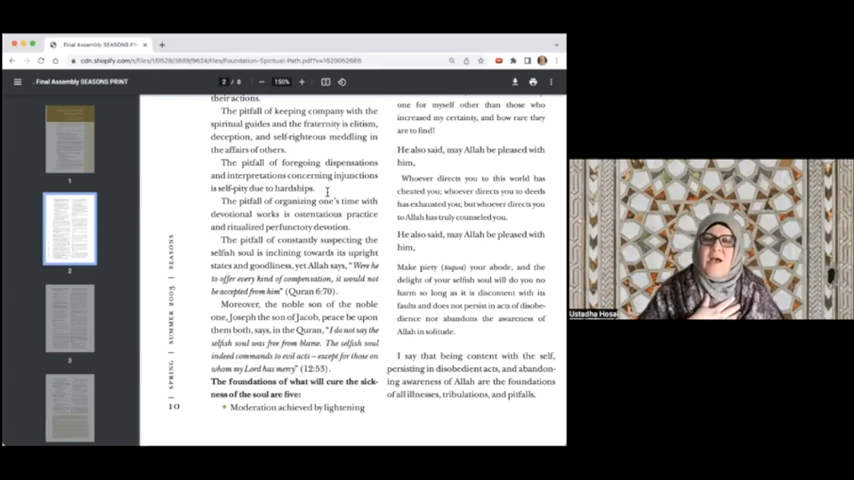 . Final Assembly SEASONS PRINT
cdn.shopify.com/s/files/1/0529/3889/9624/files/Foundation-Spiritual-Path.pdf?v=1620052666
. Final Assembly SEASONS PRINT
2 / 8
150%
1
2
3
their actions.
The pitfall of keeping company with the
spiritual guides and the fraternity is elitism,
deception, and self-righteous meddling in
the affairs of others.
The pitfall of foregoing dispensations
and interpretations concerning injunctions
is self-pity due to hardships.
The pitfall of organizing one's time with
devotional works is ostentatious practice
and ritualized perfunctory devotion.
The pitfall of constantly suspecting the
selfish soul is inclining towards its upright
states and goodliness, yet Allah says, "Were he
to offer every kind of compensation, it would not
be accepted from him" (Quran 6:70).
Moreover, the noble son of the noble
one, Joseph the son of Jacob, peace be upon
them both, says, in the Quran, "I do not say the
selfish soul was free from blame. The selfish soul
indeed commands to evil acts—except for those on
whom my Lord has mercy" (12:53).
The foundations of what will cure the sick-
ness of the soul are five:
Moderation achieved by lightening
SPRING | SUMMER 2003 | SEASONS
10
one for myself other than those who
increased my certainty, and how rare they
are to find!
He also said, may Allah be pleased with
him,
Whoever directs you to this world has
cheated you; whoever directs you to deeds
has exhausted you; but whoever directs you
to Allah has truly counseled you.
He also said, may Allah be pleased with
him,
Make piety (taqwa) your abode, and the
delight of your selfish soul will do you no
harm so long as it is discontent with its
faults and does not persist in acts of disobe-
dience nor abandons the awareness of
Allah in solitude.
I say that being content with the self,
persisting in disobedient acts, and abandon-
ing awareness of Allah are the foundations
of all illnesses, tribulations, and pitfalls.
Ustadha Hosai